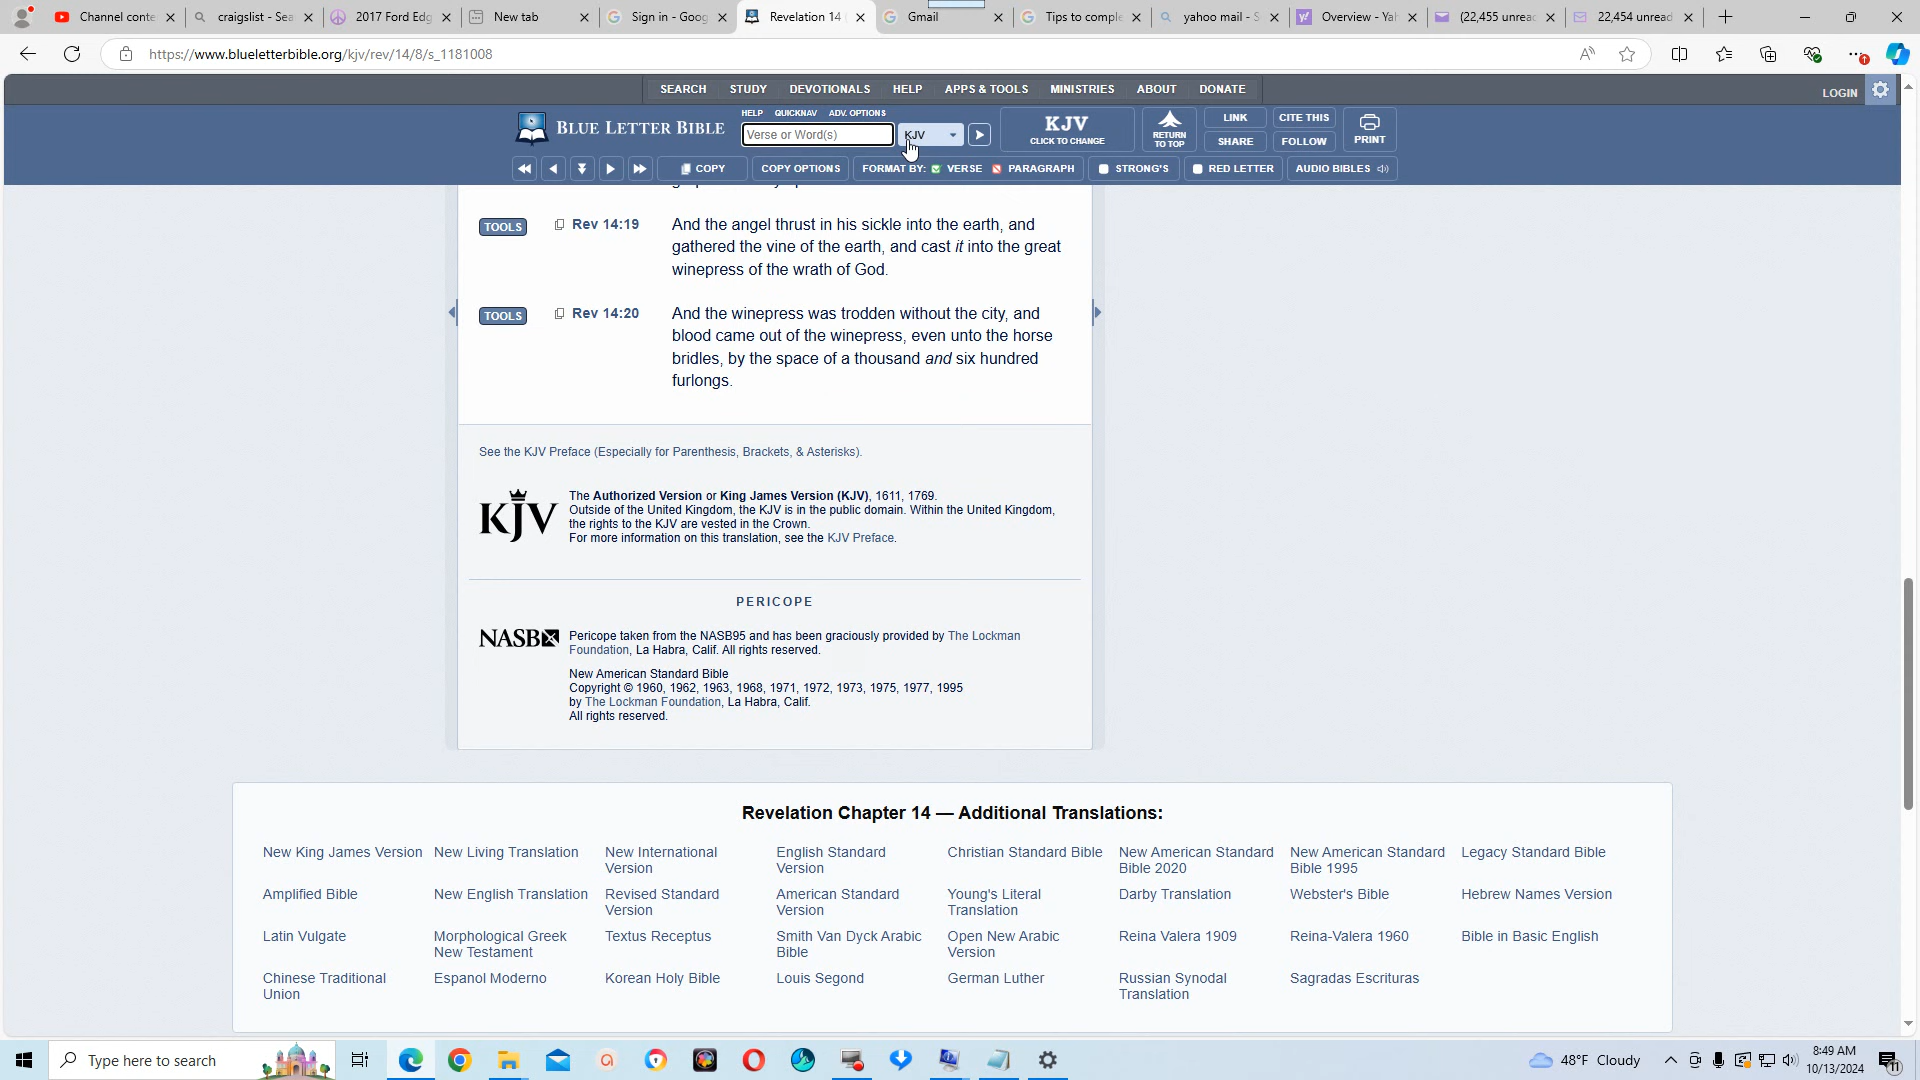 Channel conte
craigslist - Sea
2017 Ford Edg
New tab
Sign in - Goog
Revelation 14
Gmail
Tips to comple
yahoo mail - S
Overview - Ya
(22,455 unread
22,454 unread
https://www.blueletterbible.org/kjv/rev/14/8/s_1181008
SEARCH STUDY DEVOTIONALS HELP APPS & TOOLS MINISTRIES ABOUT DONATE
LOGIN
HELP QUICKNAV ADV. OPTIONS
BLUE LETTER BIBLE
Verse or Word(s)
KJV
KJV
CLICK TO CHANGE
RETURN
TO TOP
LINK
CITE THIS
SHARE
FOLLOW
PRINT
COPY
COPY OPTIONS
FORMAT BY: VERSE PARAGRAPH
STRONG'S
RED LETTER
AUDIO BIBLES
TOOLS
Rev 14:19
And the angel thrust in his sickle into the earth, and
gathered the vine of the earth, and cast it into the great
winepress of the wrath of God.
TOOLS
Rev 14:20
And the winepress was trodden without the city, and
blood came out of the winepress, even unto the horse
bridles, by the space of a thousand and six hundred
furlongs.
See the KJV Preface (Especially for Parenthesis, Brackets, & Asterisks).
KJV
The Authorized Version or King James Version (KJV), 1611, 1769.
Outside of the United Kingdom, the KJV is in the public domain. Within the United Kingdom,
the rights to the KJV are vested in the Crown.
For more information on this translation, see the KJV Preface.
PERICOPE
NASB
Pericope taken from the NASB95 and has been graciously provided by The Lockman
Foundation, La Habra, Calif. All rights reserved.
New American Standard Bible
Copyright © 1960, 1962, 1963, 1968, 1971, 1972, 1973, 1975, 1977, 1995
by The Lockman Foundation, La Habra, Calif.
All rights reserved.
Revelation Chapter 14 — Additional Translations:
New King James Version
New Living Translation
New International
Version
English Standard
Version
Christian Standard Bible
New American Standard
Bible 2020
New American Standard
Bible 1995
Legacy Standard Bible
Amplified Bible
New English Translation
Revised Standard
Version
American Standard
Version
Young's Literal
Translation
Darby Translation
Webster's Bible
Hebrew Names Version
Latin Vulgate
Morphological Greek
New Testament
Textus Receptus
Smith Van Dyck Arabic
Bible
Open New Arabic
Version
Reina Valera 1909
Reina-Valera 1960
Bible in Basic English
Chinese Traditional
Union
Espanol Moderno
Korean Holy Bible
Louis Segond
German Luther
Russian Synodal
Translation
Sagradas Escrituras
Type here to search
48°F Cloudy
8:49 AM
10/13/2024
11